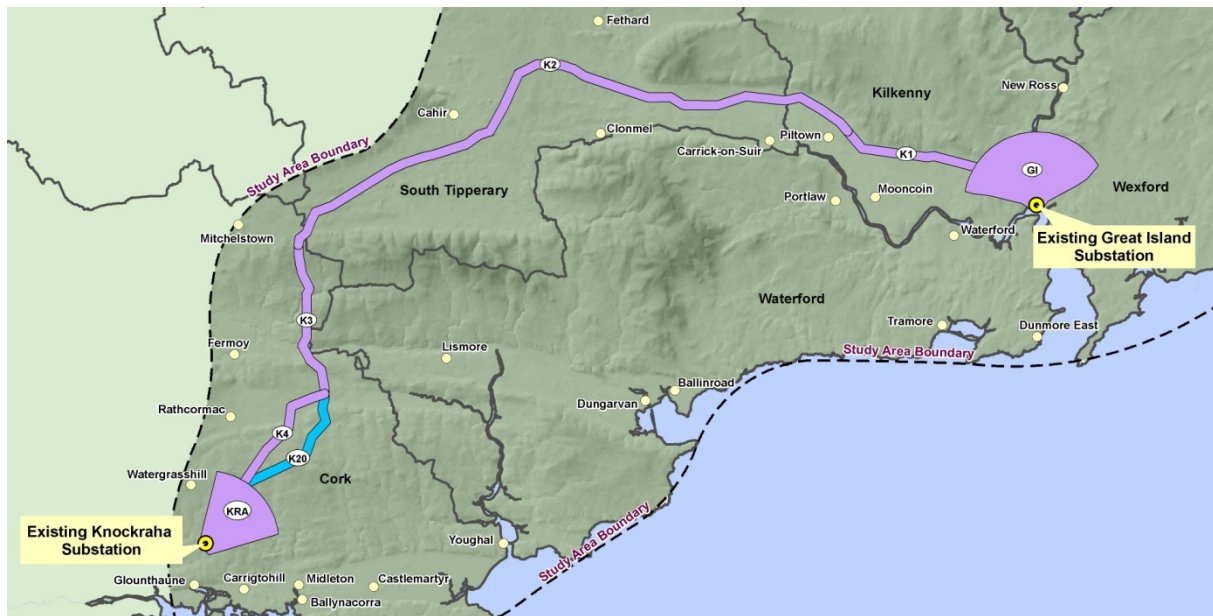 Fethard
K2
Kilkenny
New Ross
Cahir
Clonmel
Piltown
Carrick-on-Suir
K1
GI
Wexford
Study Area Boundary
South Tipperary
Portlaw
Mooncoin
Mitchelstown
Waterford
Existing Great Island
Substation
Waterford
K3
Tramore
Dunmore East
Fermoy
Lismore
Study Area Boundary
Ballinroad
Dungarvan
Rathcormac
K4
K20
Cork
Watergrasshill
KRA
Existing Knockraha
Substation
Youghal
Study Area Boundary
Glounthaune
Carrigtohill
Midleton
Castlemartyr
Ballynacorra